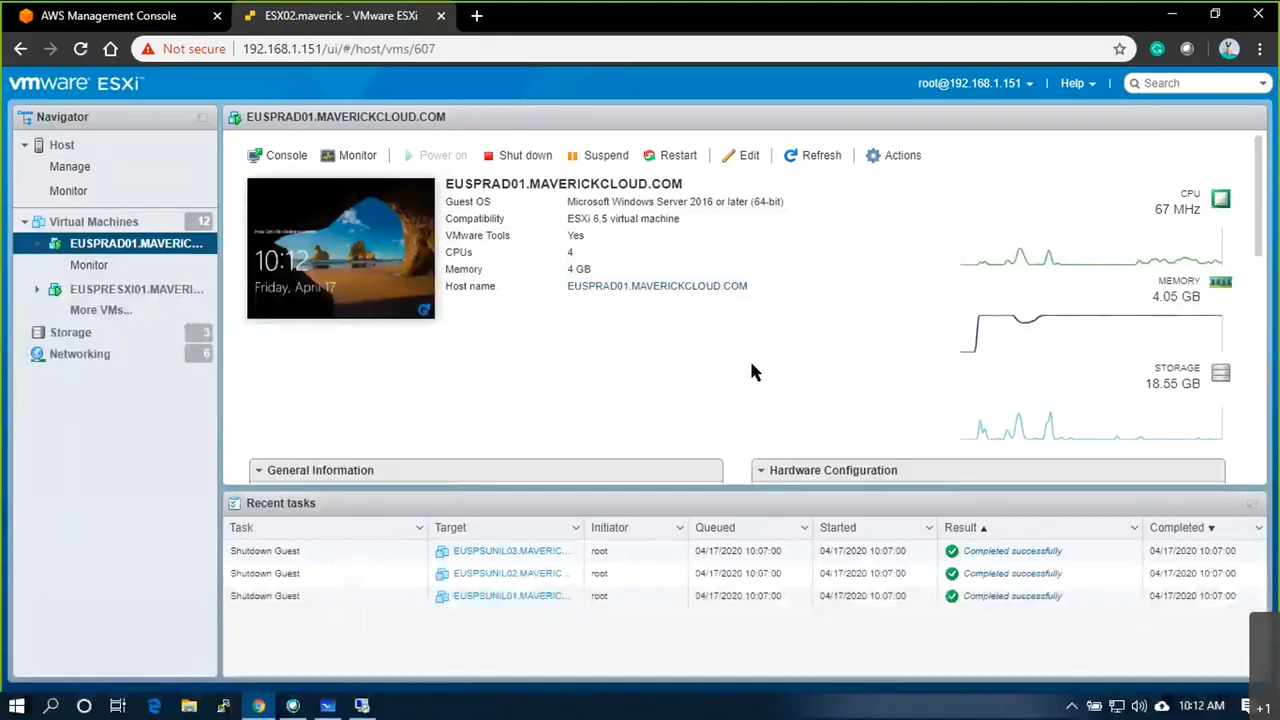 AWS Management Console
ESX02.maverick - VMware ESXi
Not secure 192.168.1.151/ui/#/host/vms/607
vmware ESXi
root@192.168.1.151
Help
Search
Navigator
Host
Manage
Monitor
Virtual Machines 12
EUSPRAD01.MAVERIC...
Monitor
EUSPRESXI01.MAVERI...
More VMs...
Storage 3
Networking 6
EUSPRAD01.MAVERICKCLOUD.COM
Console Monitor Power on Shut down Suspend Restart Edit Refresh Actions
10:12
Friday, April 17
EUSPRAD01.MAVERICKCLOUD.COM
Guest OS Microsoft Windows Server 2016 or later (64-bit)
Compatibility ESXi 6.5 virtual machine
VMware Tools Yes
CPUs 4
Memory 4 GB
Host name EUSPRAD01.MAVERICKCLOUD.COM
CPU
67 MHz
MEMORY
4.05 GB
STORAGE
18.55 GB
General Information
Hardware Configuration
Recent tasks
Task Target Initiator Queued Started Result Completed
Shutdown Guest EUSPSUNIL03.MAVERIC... root 04/17/2020 10:07:00 04/17/2020 10:07:00 Completed successfully 04/17/2020 10:07:00
Shutdown Guest EUSPSUNIL02.MAVERIC... root 04/17/2020 10:07:00 04/17/2020 10:07:00 Completed successfully 04/17/2020 10:07:00
Shutdown Guest EUSPSUNIL01.MAVERIC... root 04/17/2020 10:07:00 04/17/2020 10:07:00 Completed successfully 04/17/2020 10:07:00
10:12 AM
+1